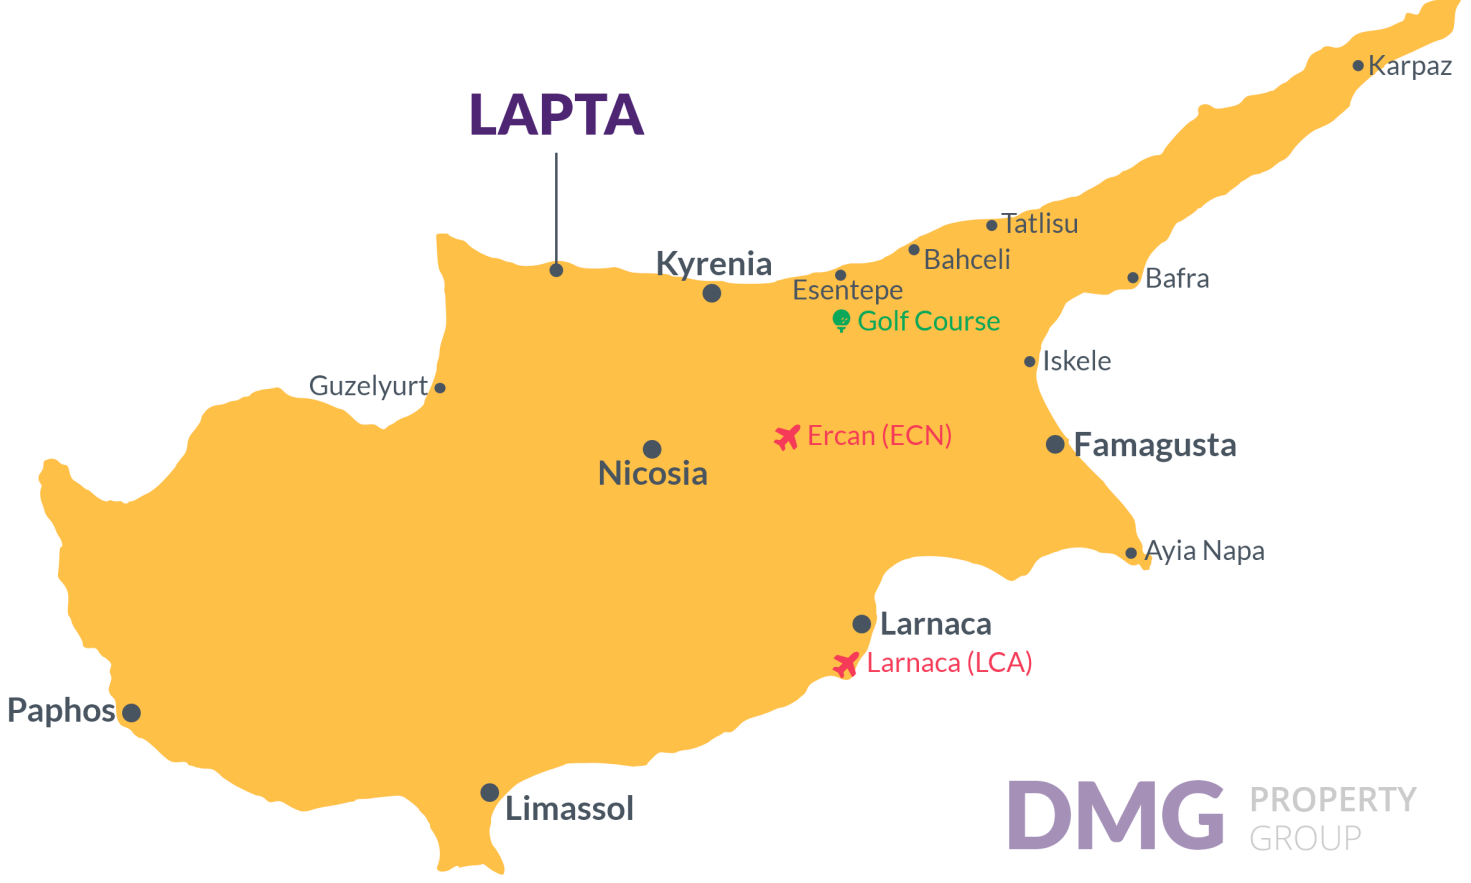 Karpaz
LAPTA
Tatlisu
Kyrenia
Bahceli
Bafra
Esentepe
Golf Course
Iskele
Guzelyurt
Ercan (ECN)
Famagusta
Nicosia
Ayia Napa
Larnaca
Larnaca (LCA)
Paphos
Limassol
DMG PROPERTY
GROUP